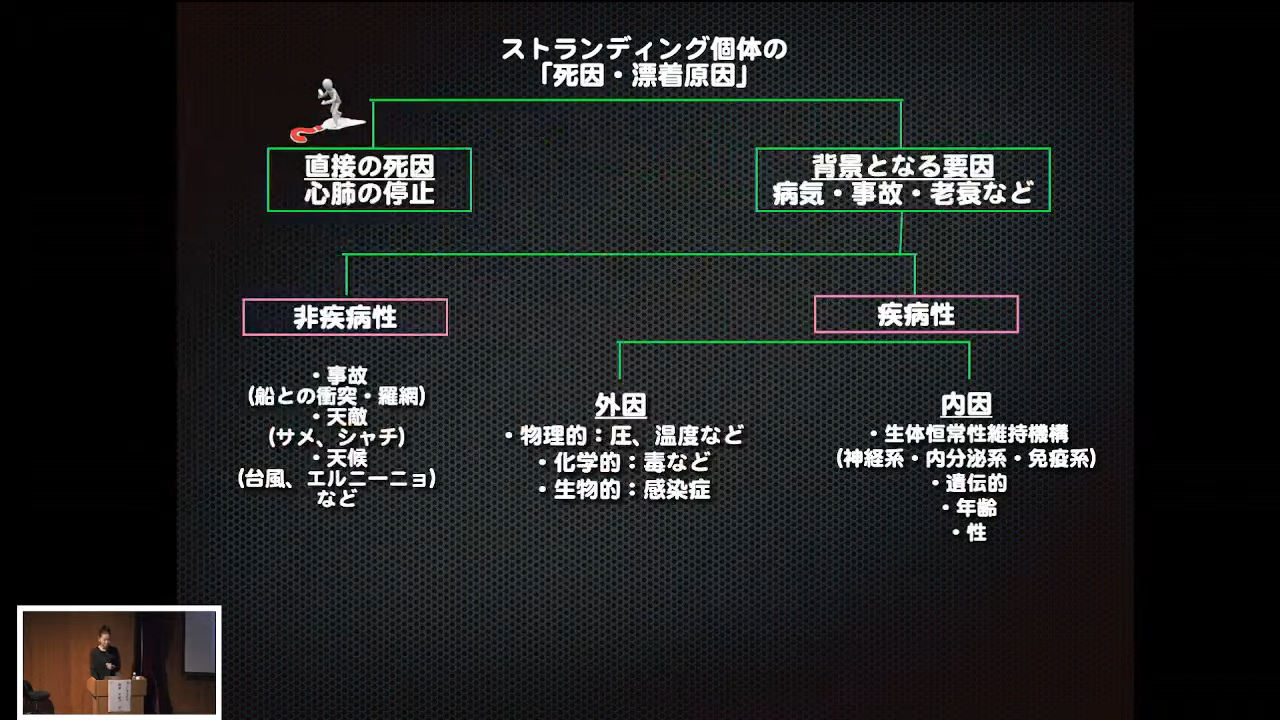 ストランディング個体の
「死因・漂着原因」
直接の死因
心肺の停止
背景となる要因
病気・事故・老衰など
非疾病性
疾病性
・事故
(船との衝突・羅網)
・天敵
(サメ、シャチ)
・天候
(台風、エルニーニョ)
など
外因
・物理的：圧、温度など
・化学的：毒など
・生物的：感染症
内因
・生体恒常性維持機構
(神経系・内分泌系・免疫系)
・遺伝的
・年齢
・性